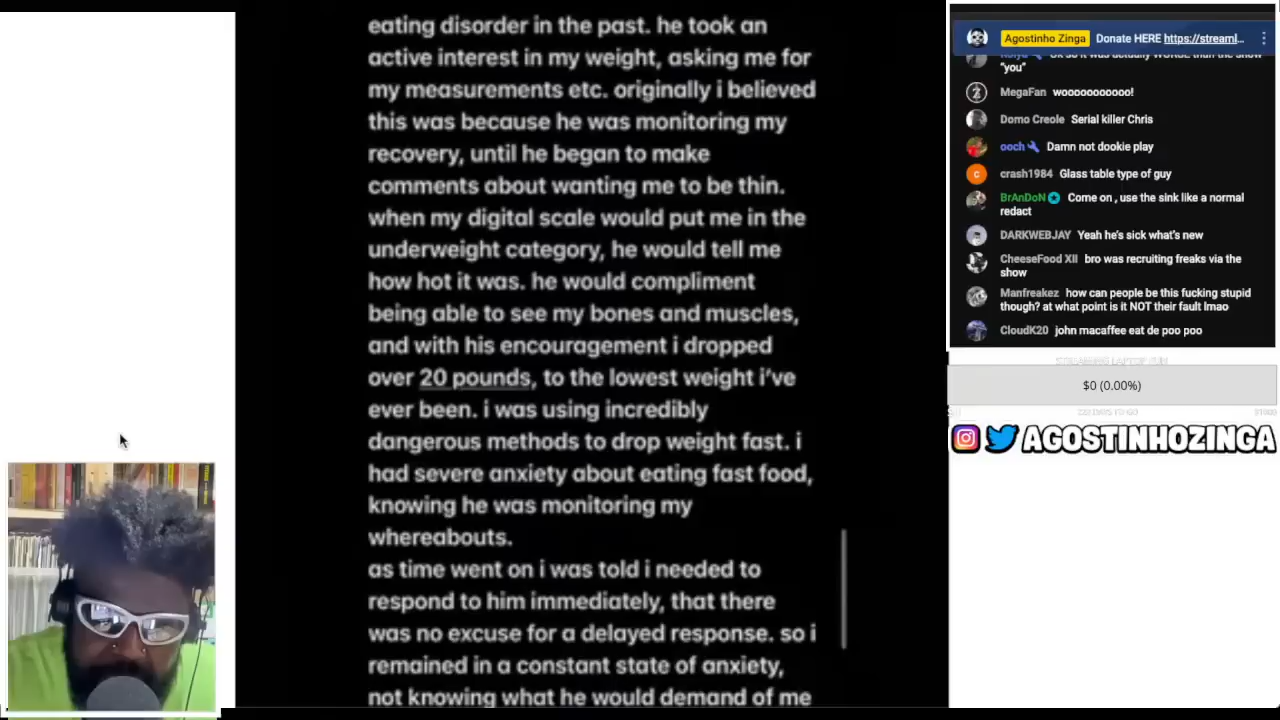 eating disorder in the past. he took an
active interest in my weight, asking me for
my measurements etc. originally i believed
this was because he was monitoring my
recovery, until he began to make
comments about wanting me to be thin.
when my digital scale would put me in the
underweight category, he would tell me
how hot it was. he would compliment
being able to see my bones and muscles,
and with his encouragement i dropped
over 20 pounds, to the lowest weight i've
ever been. i was using incredibly
dangerous methods to drop weight fast. i
had severe anxiety about eating fast food,
knowing he was monitoring my
whereabouts.
as time went on i was told i needed to
respond to him immediately, that there
was no excuse for a delayed response. so i
remained in a constant state of anxiety,
not knowing what he would demand of me
Agostinho Zinga Donate HERE https://streaml...
"you"
MegaFan woooooooooo!
Domo Creole Serial killer Chris
ooch Damn not dookie play
crash1984 Glass table type of guy
BrAnDoN Come on , use the sink like a normal
redact
DARKWEBJAY Yeah he's sick what's new
CheeseFood XII bro was recruiting freaks via the
show
Manfreakez how can people be this fucking stupid
though? at what point is it NOT their fault lmao
CloudK20 john macaffee eat de poo poo
$0 (0.00%)
AGOSTINHOZINGA